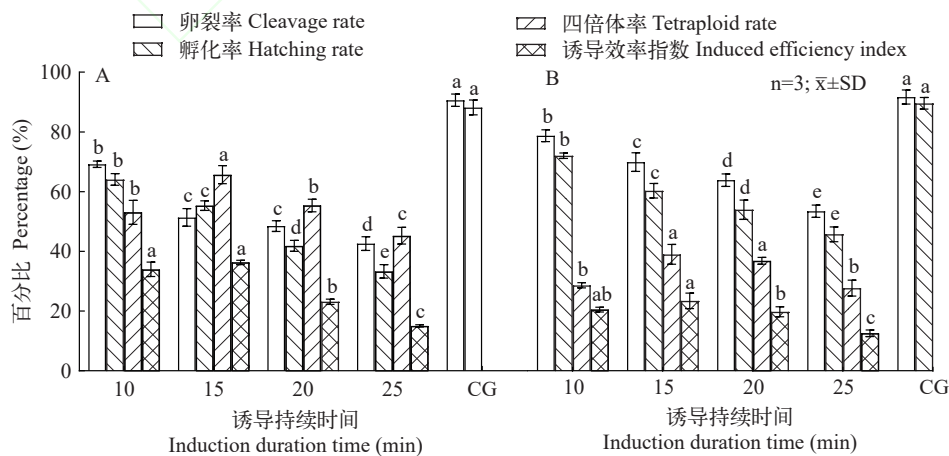 卵裂率 Cleavage rate
四倍体率 Tetraploid rate
孵化率 Hatching rate
诱导效率指数 Induced efficiency index
百分比 Percentage (%)
100
80
60
40
20
0
A
b b b a
c c a a
c d b b
d e c c
a a
10 15 20 25 CG
诱导持续时间
Induction duration time (min)
B
n=3; x̄±SD
b b b ab
c c a a
d d a b
e e b c
a a
10 15 20 25 CG
诱导持续时间
Induction duration time (min)